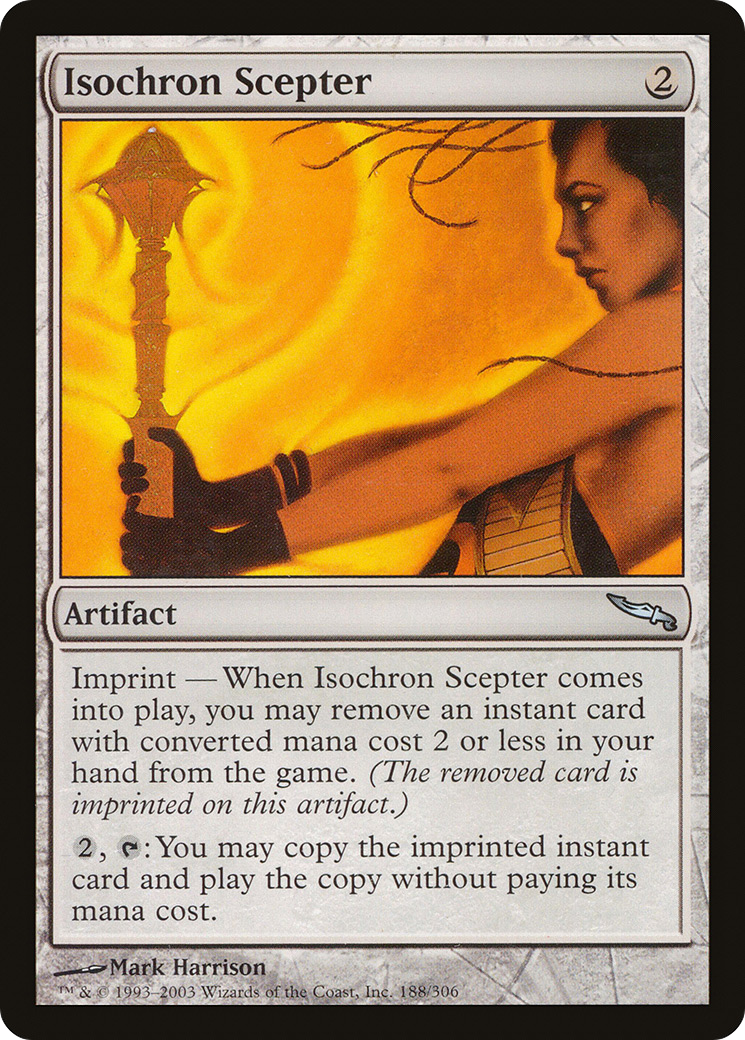 Isochron Scepter 2
Artifact
Imprint — When Isochron Scepter comes
into play, you may remove an instant card
with converted mana cost 2 or less in your
hand from the game. (The removed card is
imprinted on this artifact.)
2, : You may copy the imprinted instant
card and play the copy without paying its
mana cost.
Mark Harrison
™ & © 1993–2003 Wizards of the Coast, Inc. 188/306